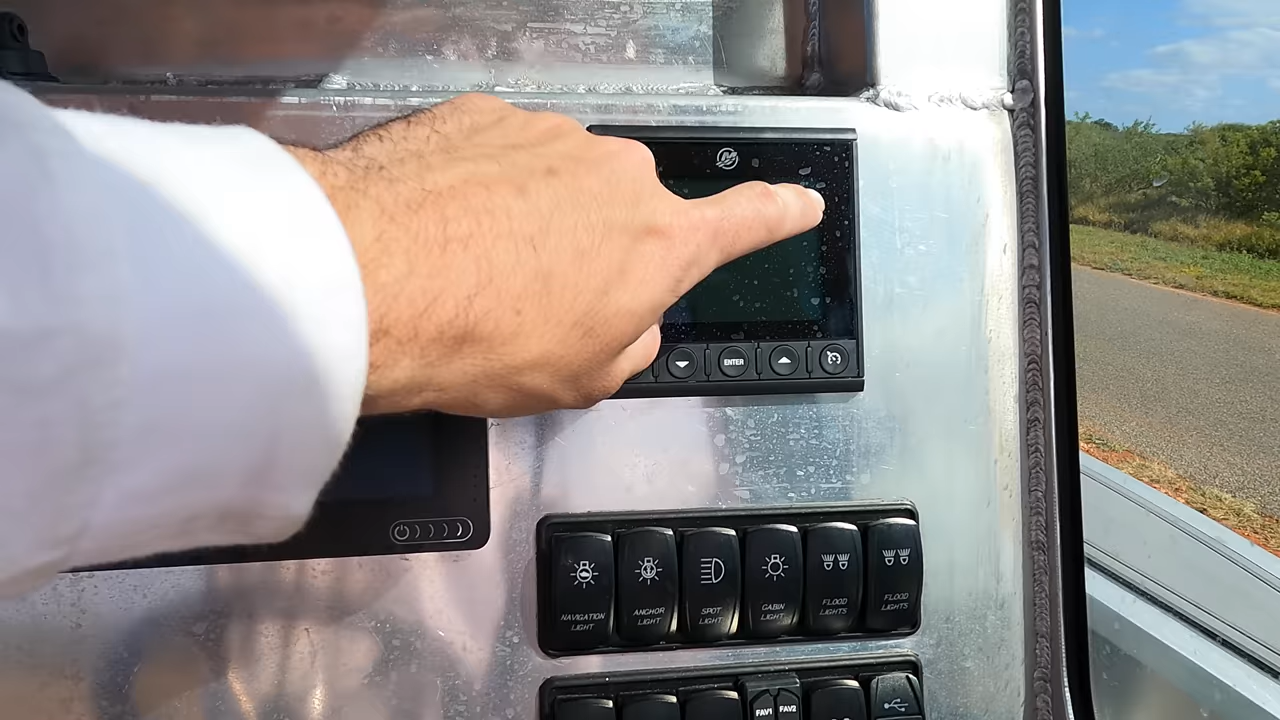 ENTER
NAVIGATION
LIGHT
ANCHOR
LIGHT
SPOT
LIGHT
CABIN
LIGHT
FLOOD
LIGHTS
FLOOD
LIGHTS
FAV1
FAV2